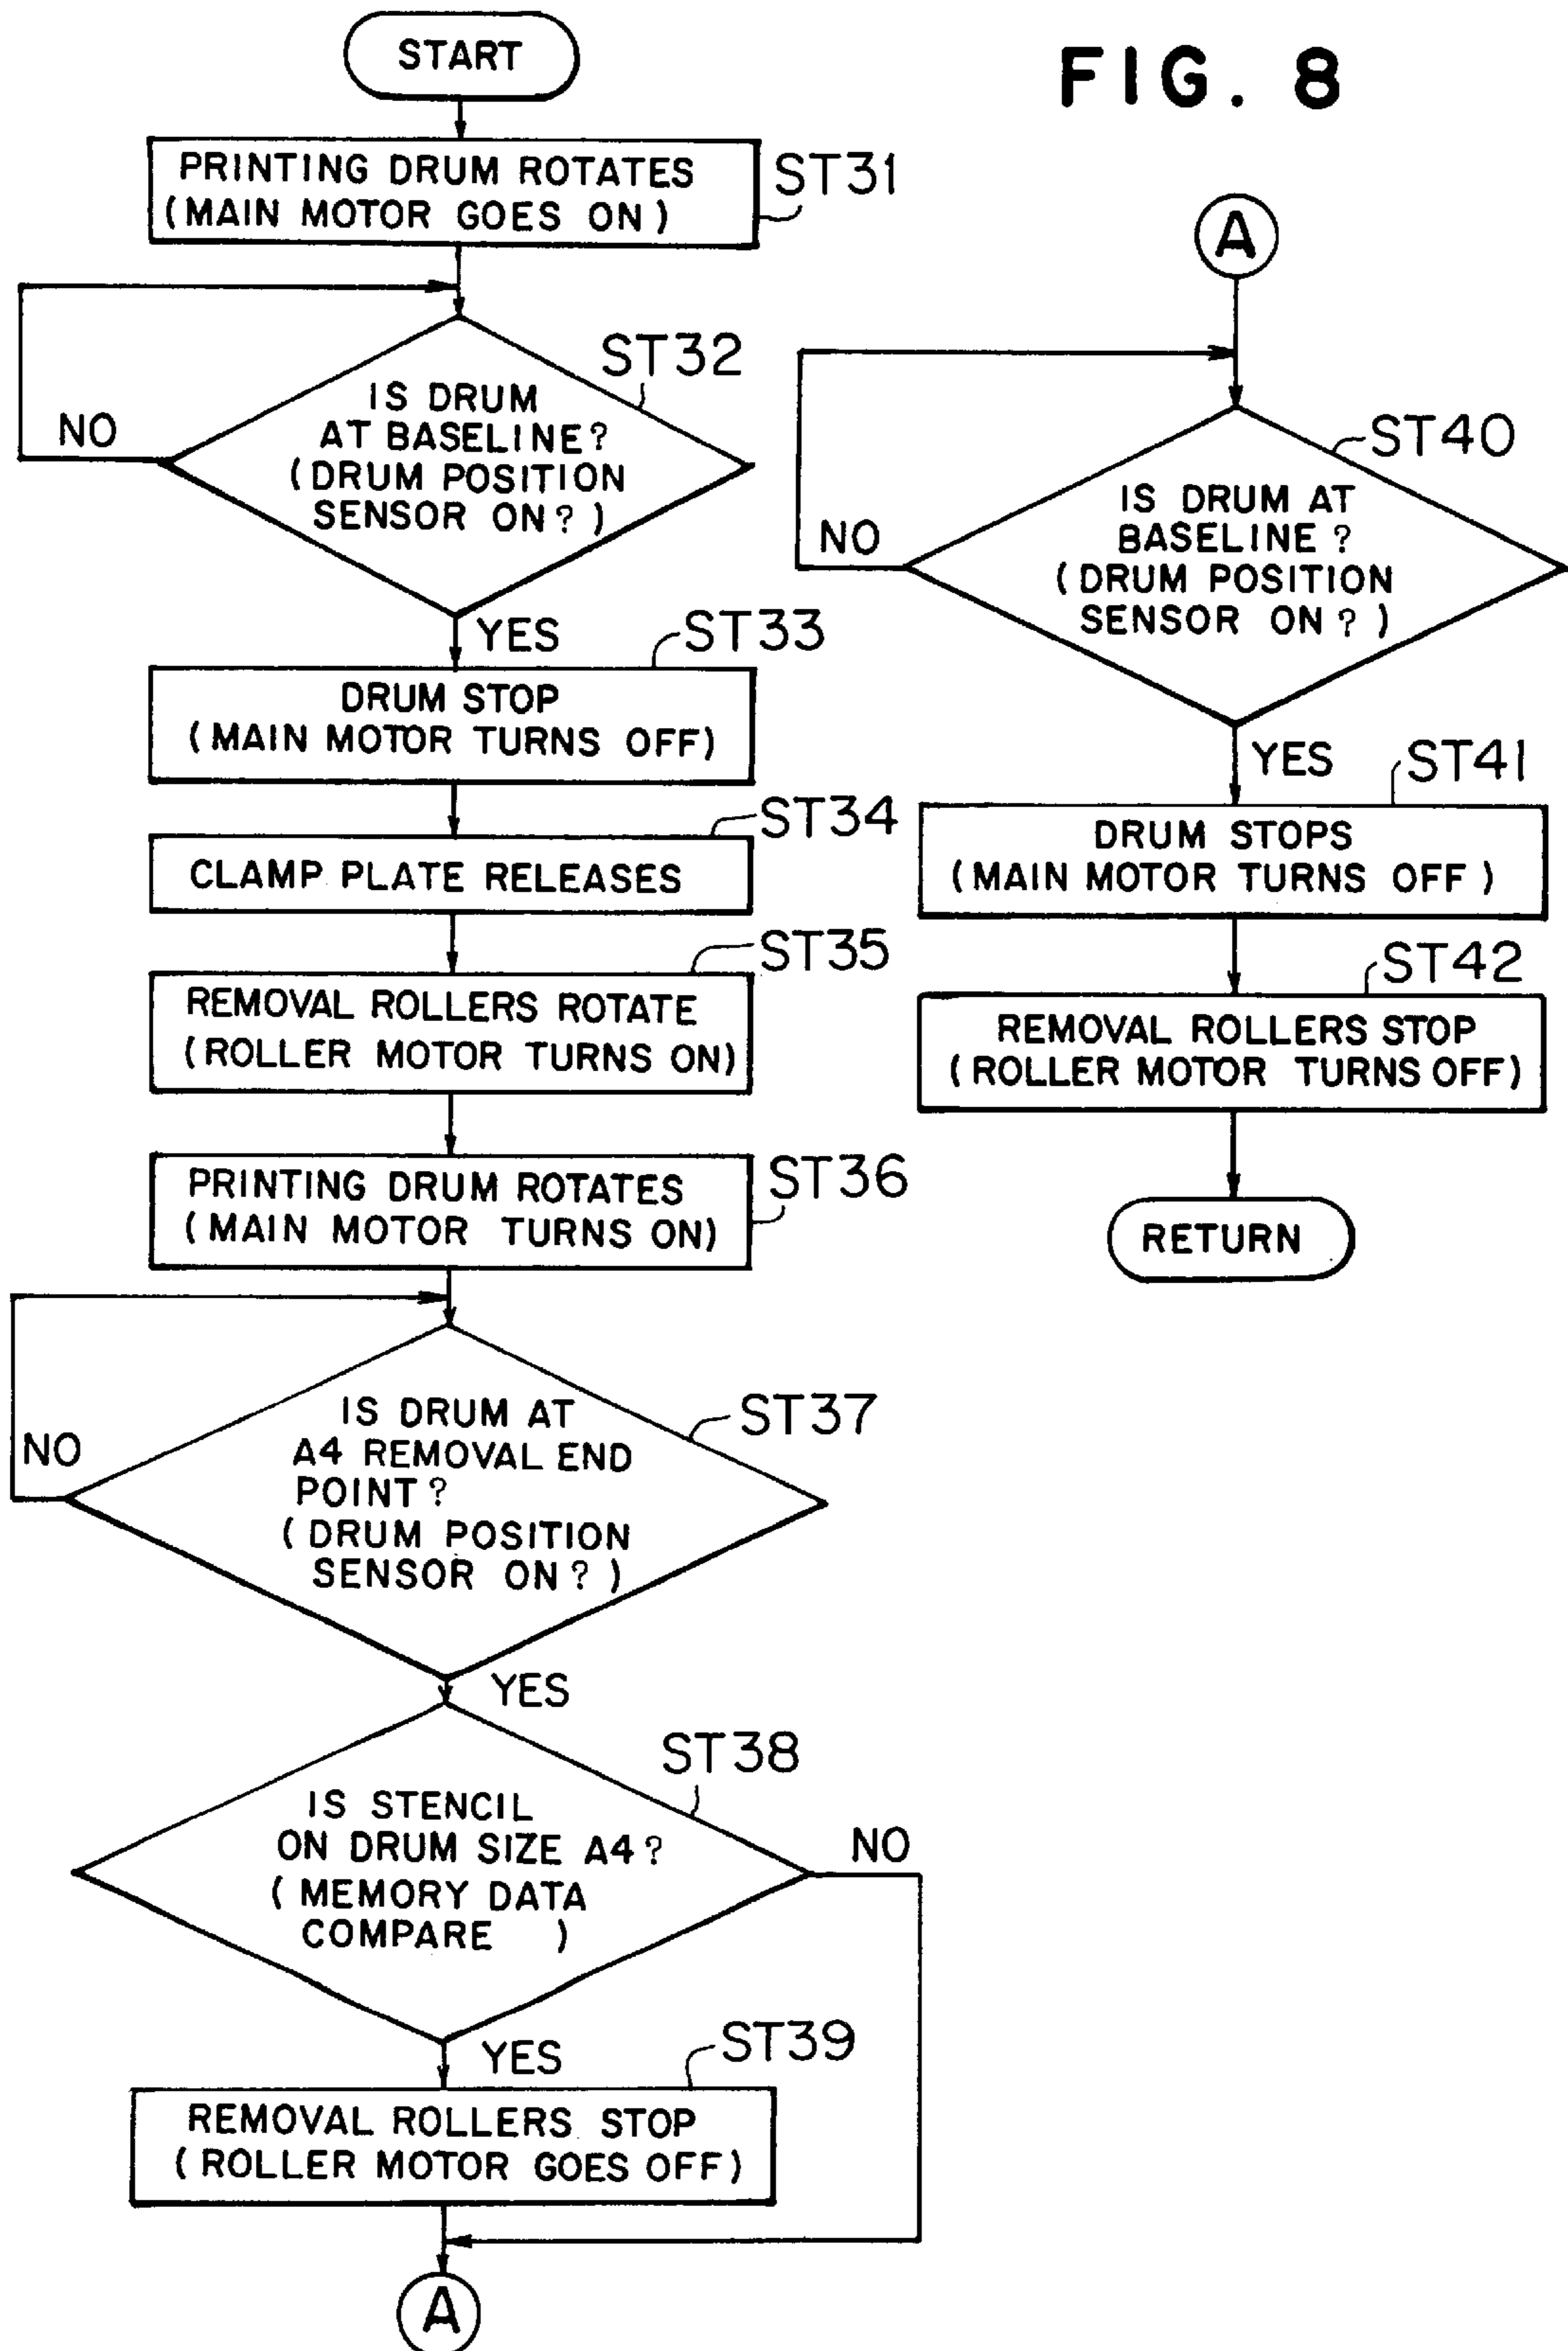 FIG. 8
START
PRINTING DRUM ROTATES
(MAIN MOTOR GOES ON)
ST31
ST32
IS DRUM
AT BASELINE?
(DRUM POSITION
SENSOR ON?)
NO
YES
ST33
DRUM STOP
(MAIN MOTOR TURNS OFF)
ST34
CLAMP PLATE RELEASES
ST35
REMOVAL ROLLERS ROTATE
(ROLLER MOTOR TURNS ON)
ST36
PRINTING DRUM ROTATES
(MAIN MOTOR TURNS ON)
ST37
IS DRUM AT
A4 REMOVAL END
POINT?
(DRUM POSITION
SENSOR ON?)
NO
YES
ST38
IS STENCIL
ON DRUM SIZE A4?
(MEMORY DATA
COMPARE )
NO
YES
ST39
REMOVAL ROLLERS STOP
(ROLLER MOTOR GOES OFF)
A
A
ST40
IS DRUM AT
BASELINE?
(DRUM POSITION
SENSOR ON?)
NO
YES
ST41
DRUM STOPS
(MAIN MOTOR TURNS OFF)
ST42
REMOVAL ROLLERS STOP
(ROLLER MOTOR TURNS OFF)
RETURN